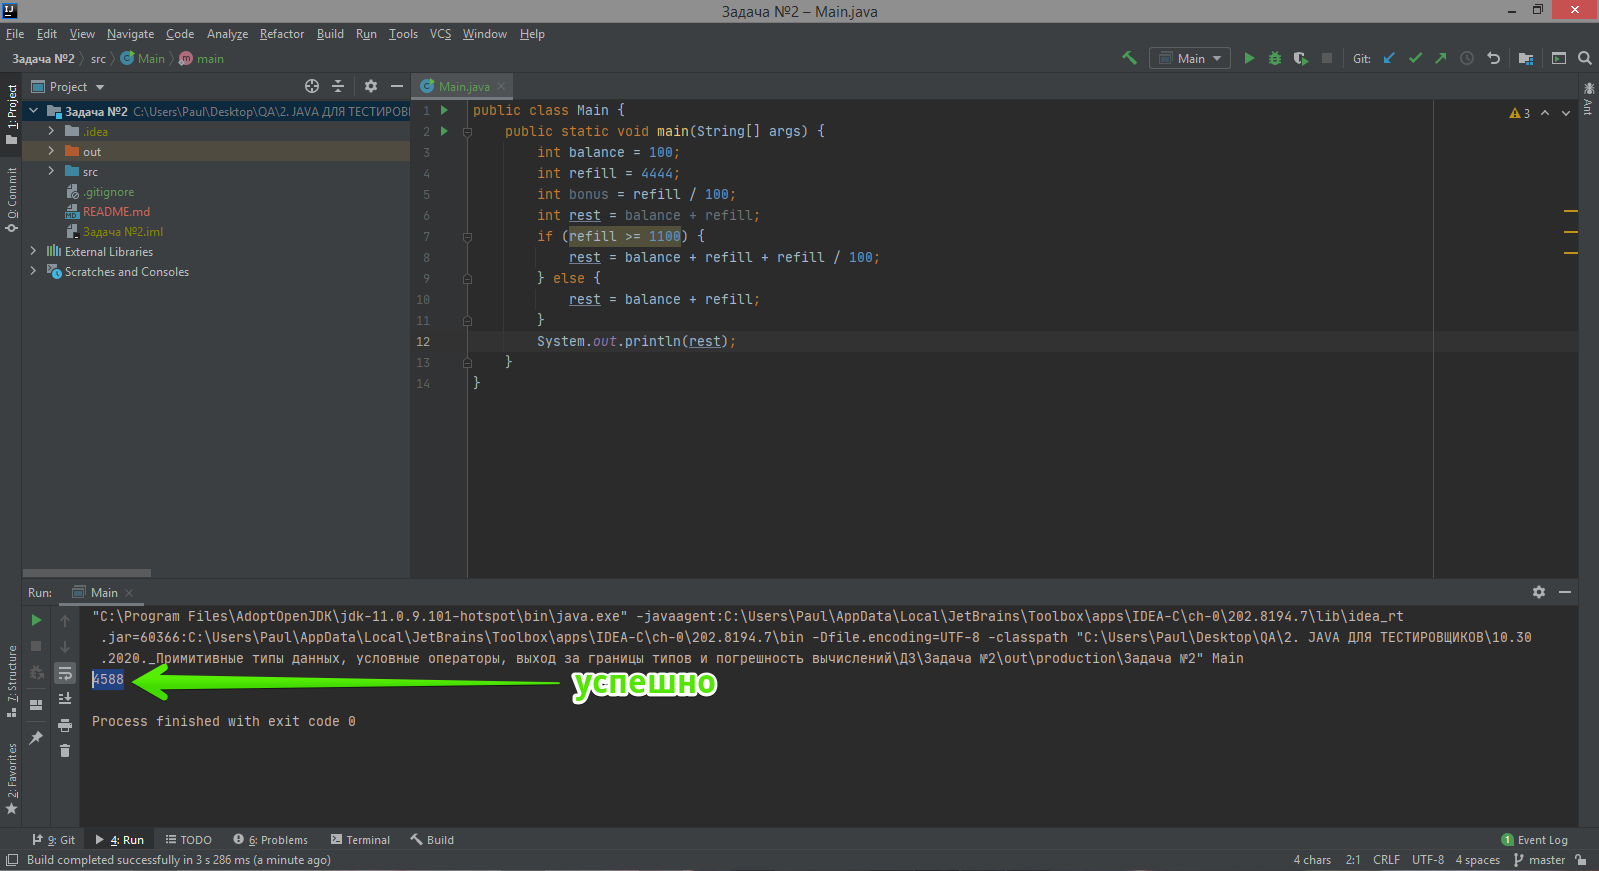 Задача №2 – Main.java
File Edit View Navigate Code Analyze Refactor Build Run Tools VCS Window Help
Задача №2 src Main main
Main Git:
Project
Main.java
Задача №2 C:\Users\Paul\Desktop\QA\2. JAVA ДЛЯ ТЕСТИРОВ
.idea
out
src
.gitignore
README.md
Задача №2.iml
External Libraries
Scratches and Consoles
1: Project
0: Commit
7: Structure
2: Favorites
Ant
3
1 public class Main {
2 public static void main(String[] args) {
3 int balance = 100;
4 int refill = 4444;
5 int bonus = refill / 100;
6 int rest = balance + refill;
7 if (refill >= 1100) {
8 rest = balance + refill + refill / 100;
9 } else {
10 rest = balance + refill;
11 }
12 System.out.println(rest);
13 }
14 }
Run: Main
"C:\Program Files\AdoptOpenJDK\jdk-11.0.9.101-hotspot\bin\java.exe" -javaagent:C:\Users\Paul\AppData\Local\JetBrains\Toolbox\apps\IDEA-C\ch-0\202.8194.7\lib\idea_rt
.jar=60366:C:\Users\Paul\AppData\Local\JetBrains\Toolbox\apps\IDEA-C\ch-0\202.8194.7\bin -Dfile.encoding=UTF-8 -classpath "C:\Users\Paul\Desktop\QA\2. JAVA ДЛЯ ТЕСТИРОВЩИКОВ\10.30
.2020._Примитивные типы данных, условные операторы, выход за границы типов и погрешность вычислений\ДЗ\Задача №2\out\production\Задача №2" Main
4588
успешно
Process finished with exit code 0
9: Git 4: Run TODO 6: Problems Terminal Build 1 Event Log
Build completed successfully in 3 s 286 ms (a minute ago) 4 chars 2:1 CRLF UTF-8 4 spaces master